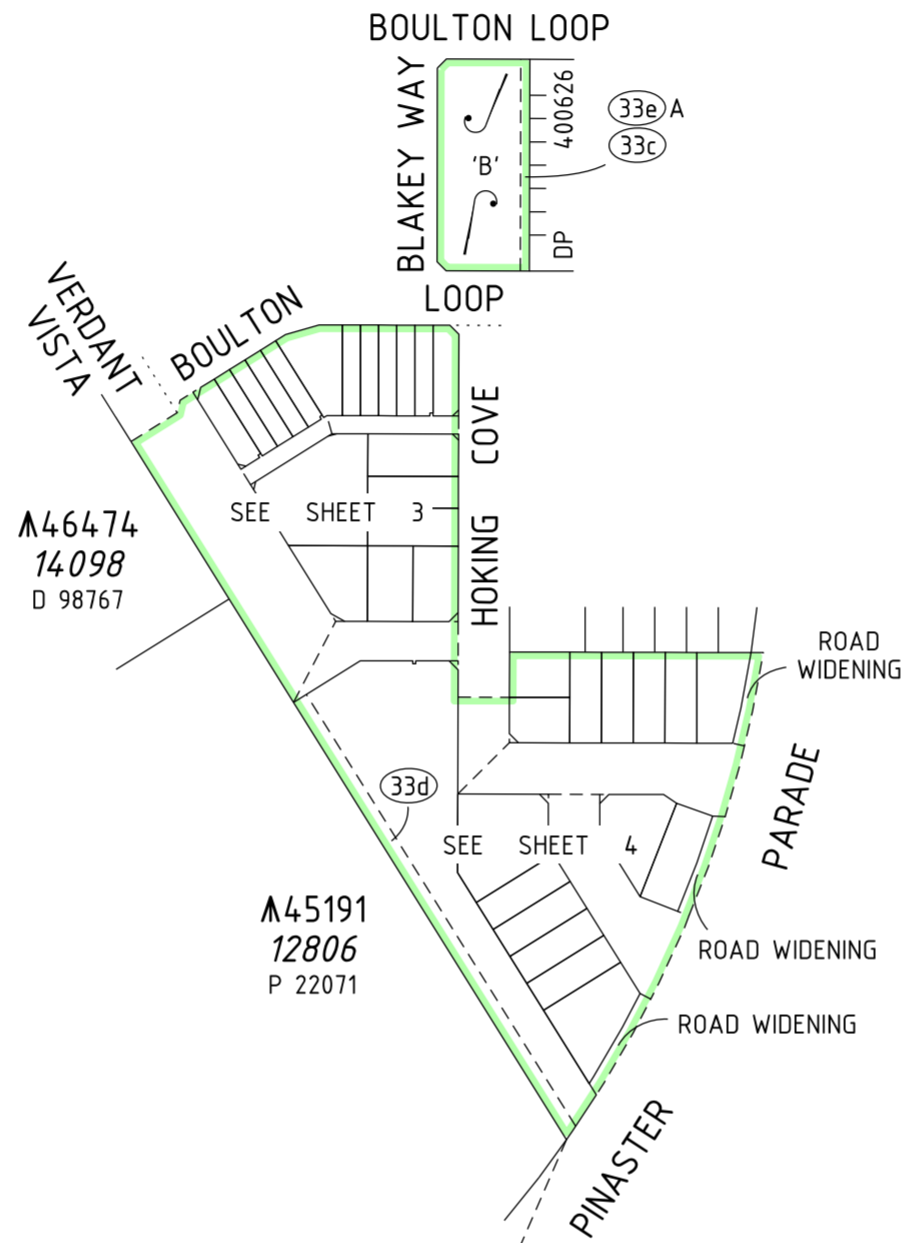 BOULTON LOOP
BLAKEY WAY
'B'
DP 400626
33e A
33c
LOOP
BOULTON
VERDANT
VISTA
HOKING COVE
SEE SHEET 3
46474
14098
D 98767
ROAD
WIDENING
33d
PARADE
SEE SHEET 4
45191
12806
P 22071
ROAD WIDENING
ROAD WIDENING
PINASTER